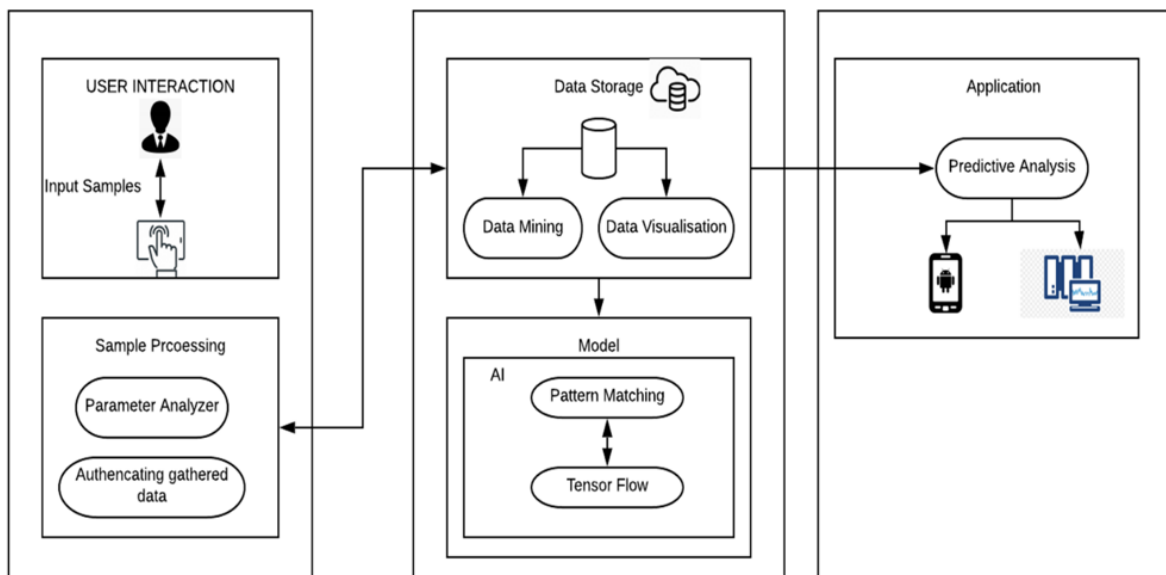 USER INTERACTION
Input Samples
Sample Prcoessing
Parameter Analyzer
Authencating gathered
data
Data Storage
Data Mining
Data Visualisation
Model
AI
Pattern Matching
Tensor Flow
Application
Predictive Analysis